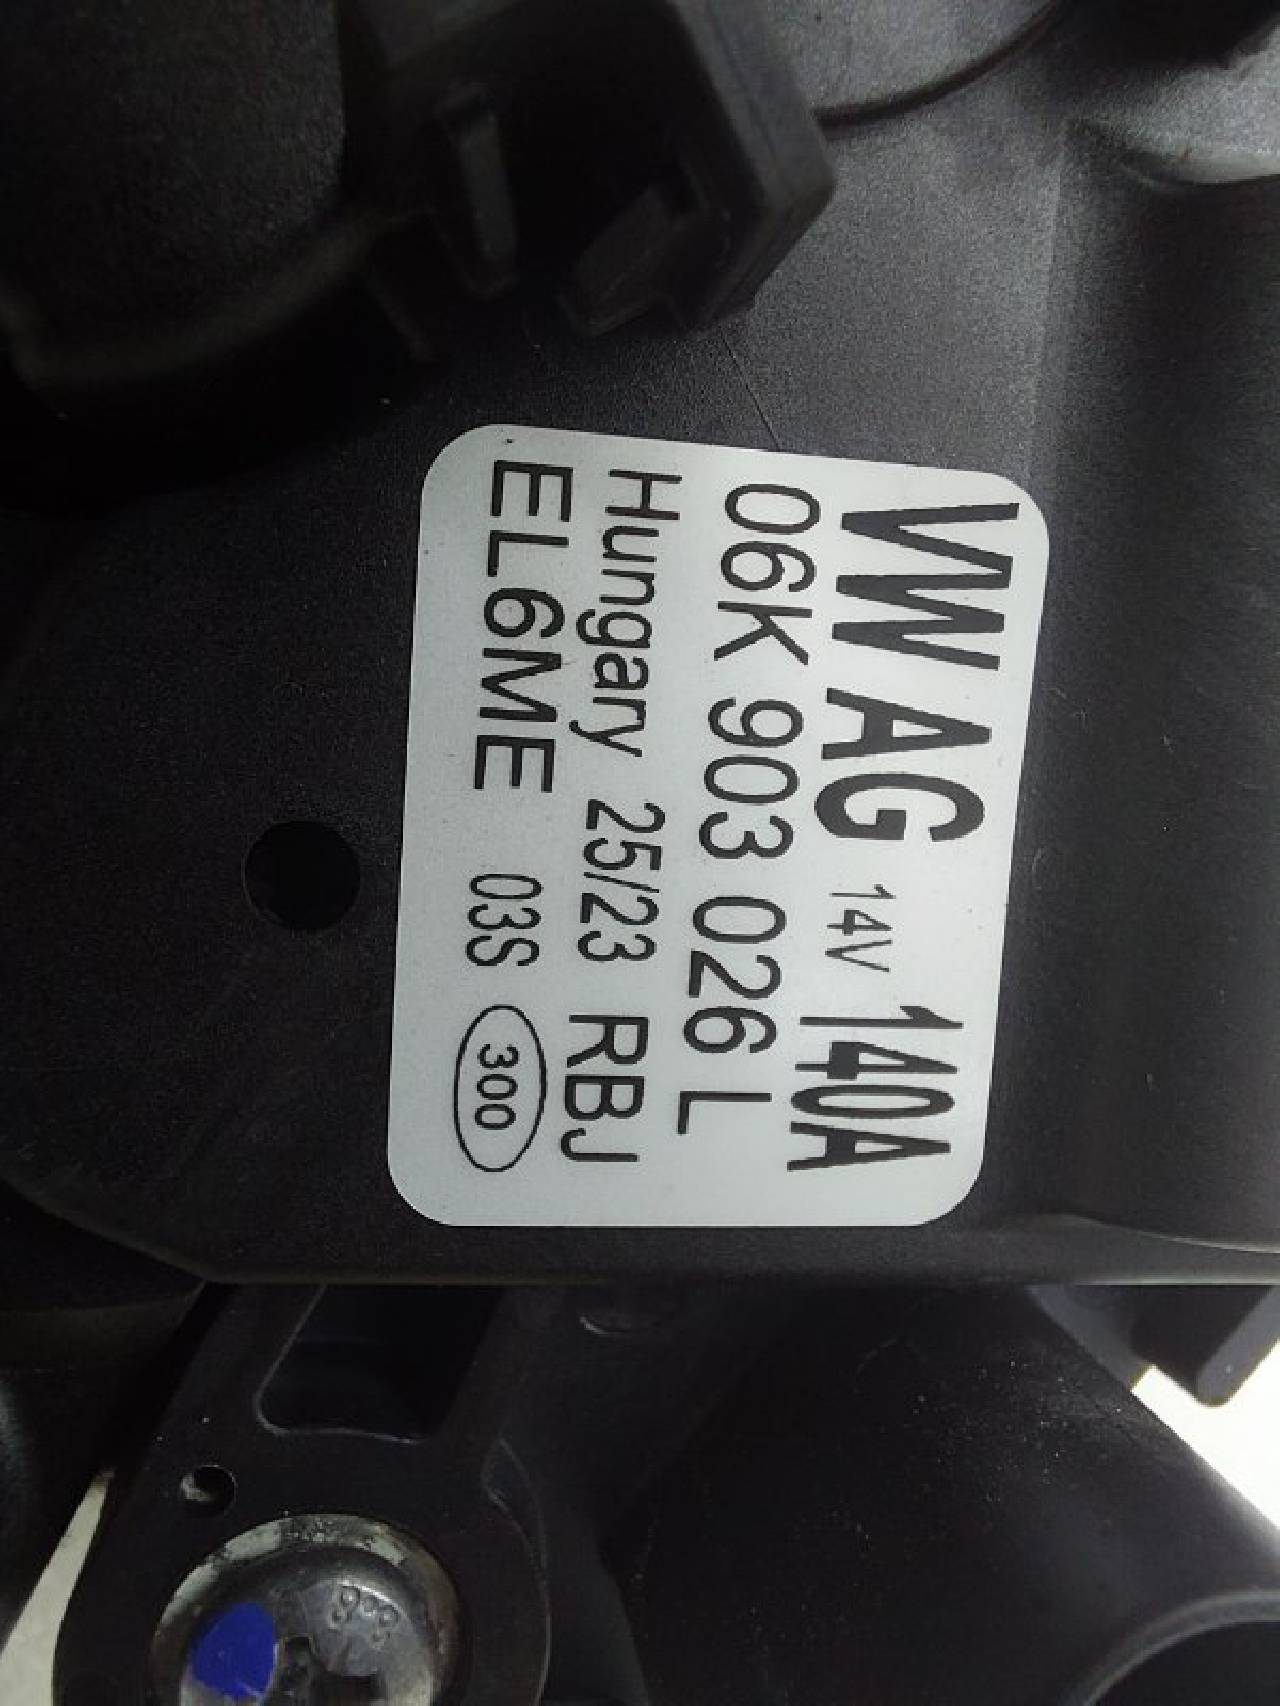 VW AG 14V 140A
06K 903 026 L
Hungary 25/23 RBJ
EL6ME 03S 300